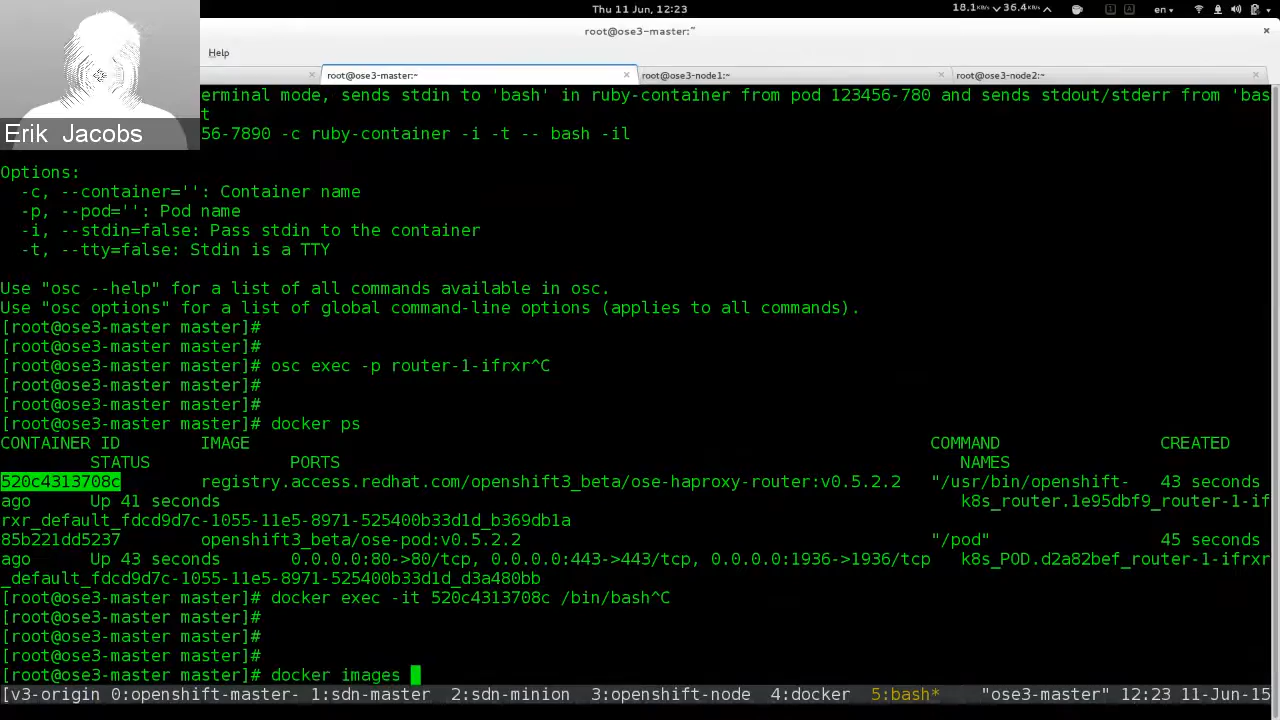 Thu 11 Jun, 12:23
18.1KB/s 36.4KB/s en
root@ose3-master:~
Help
root@ose3-master:~ root@ose3-node1:~ root@ose3-node2:~
Erik Jacobs
erminal mode, sends stdin to 'bash' in ruby-container from pod 123456-780 and sends stdout/stderr from 'bas
t
56-7890 -c ruby-container -i -t -- bash -il
Options:
-c, --container='': Container name
-p, --pod='': Pod name
-i, --stdin=false: Pass stdin to the container
-t, --tty=false: Stdin is a TTY
Use "osc --help" for a list of all commands available in osc.
Use "osc options" for a list of global command-line options (applies to all commands).
[root@ose3-master master]#
[root@ose3-master master]#
[root@ose3-master master]# osc exec -p router-1-ifrxr^C
[root@ose3-master master]#
[root@ose3-master master]#
[root@ose3-master master]# docker ps
CONTAINER ID IMAGE COMMAND CREATED
STATUS PORTS NAMES
520c4313708c registry.access.redhat.com/openshift3_beta/ose-haproxy-router:v0.5.2.2 "/usr/bin/openshift- 43 seconds
ago Up 41 seconds k8s_router.1e95dbf9_router-1-if
rxr_default_fdcd9d7c-1055-11e5-8971-525400b33d1d_b369db1a
85b221dd5237 openshift3_beta/ose-pod:v0.5.2.2 "/pod" 45 seconds
ago Up 43 seconds 0.0.0.0:80->80/tcp, 0.0.0.0:443->443/tcp, 0.0.0.0:1936->1936/tcp k8s_POD.d2a82bef_router-1-ifrxr
_default_fdcd9d7c-1055-11e5-8971-525400b33d1d_d3a480bb
[root@ose3-master master]# docker exec -it 520c4313708c /bin/bash^C
[root@ose3-master master]#
[root@ose3-master master]#
[root@ose3-master master]#
[root@ose3-master master]# docker images
[v3-origin 0:openshift-master- 1:sdn-master 2:sdn-minion 3:openshift-node 4:docker 5:bash* "ose3-master" 12:23 11-Jun-15